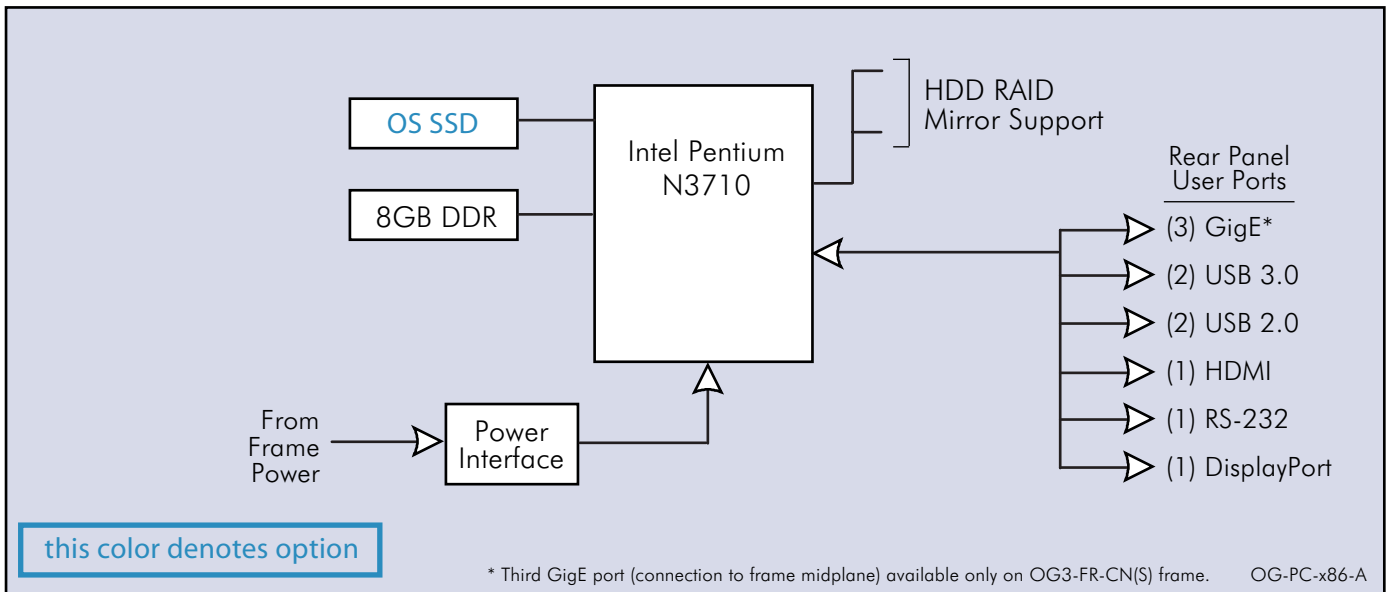 OS SSD
8GB DDR
Intel Pentium
N3710
HDD RAID
Mirror Support
Rear Panel
User Ports
(3) GigE*
(2) USB 3.0
(2) USB 2.0
(1) HDMI
(1) RS-232
(1) DisplayPort
From
Frame
Power
Power
Interface
this color denotes option
* Third GigE port (connection to frame midplane) available only on OG3-FR-CN(S) frame.
OG-PC-x86-A